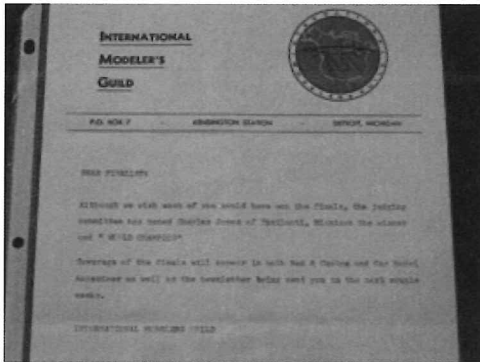 INTERNATIONAL
MODELER'S
GUILD
P.O. BOX 7 - KENSINGTON STATION - DETROIT, MICHIGAN
DEAR FINALIST:
Although we wish each of you could have won the finals, the judging
committee has named Charles Jones of Ypsilanti, Michigan the winner
and " WORLD CHAMPION"
Coverage of the finals will appear in both Rod & Custom and Car Model
Magazines as well as the newsletter being sent you in the next couple
weeks.
INTERNATIONAL MODELERS GUILD